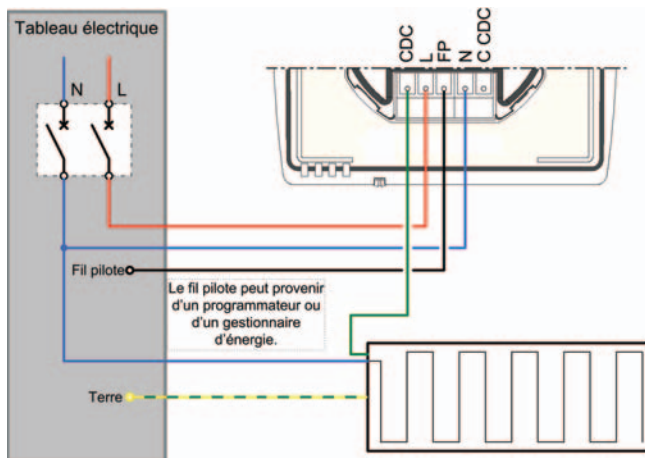 Tableau électrique
N
L
CDC
L
FP
N
C CDC
Fil pilote
Le fil pilote peut provenir
d'un programmateur ou
d'un gestionnaire
d'énergie.
Terre